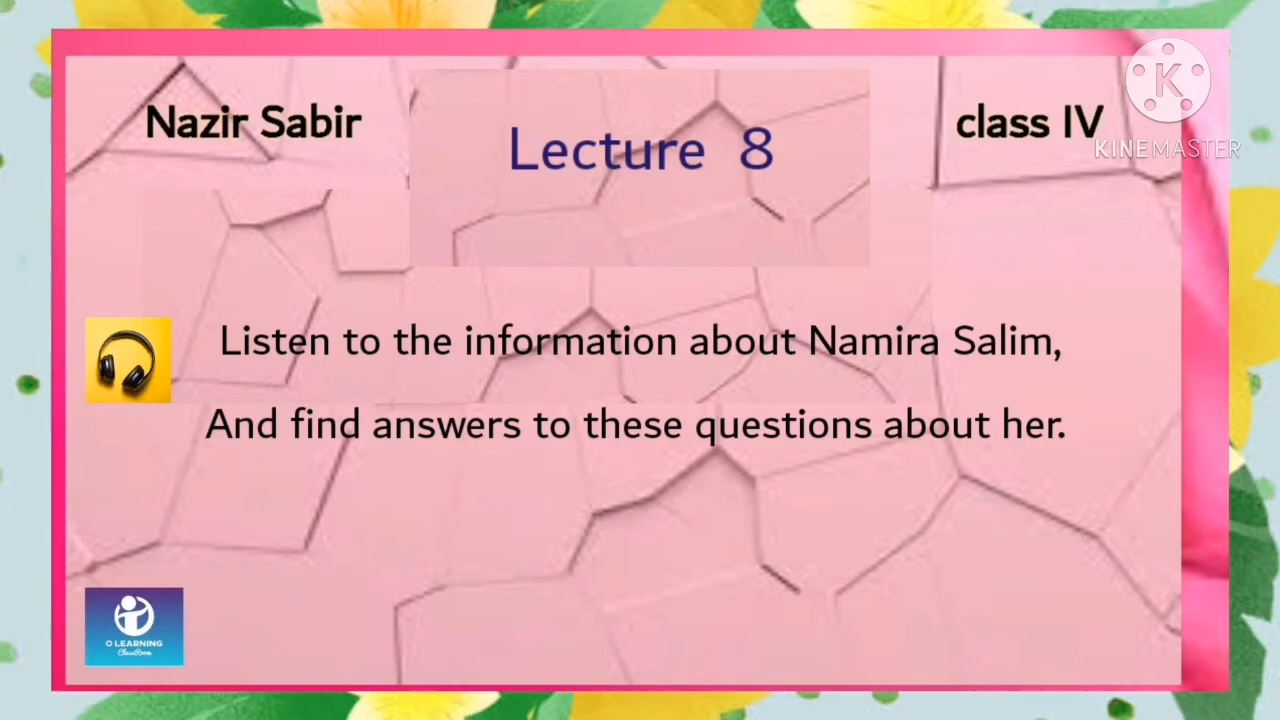 Nazir Sabir
Lecture 8
class IV
KINEMASTER
Listen to the information about Namira Salim,
And find answers to these questions about her.
O LEARNING
ClassRoom